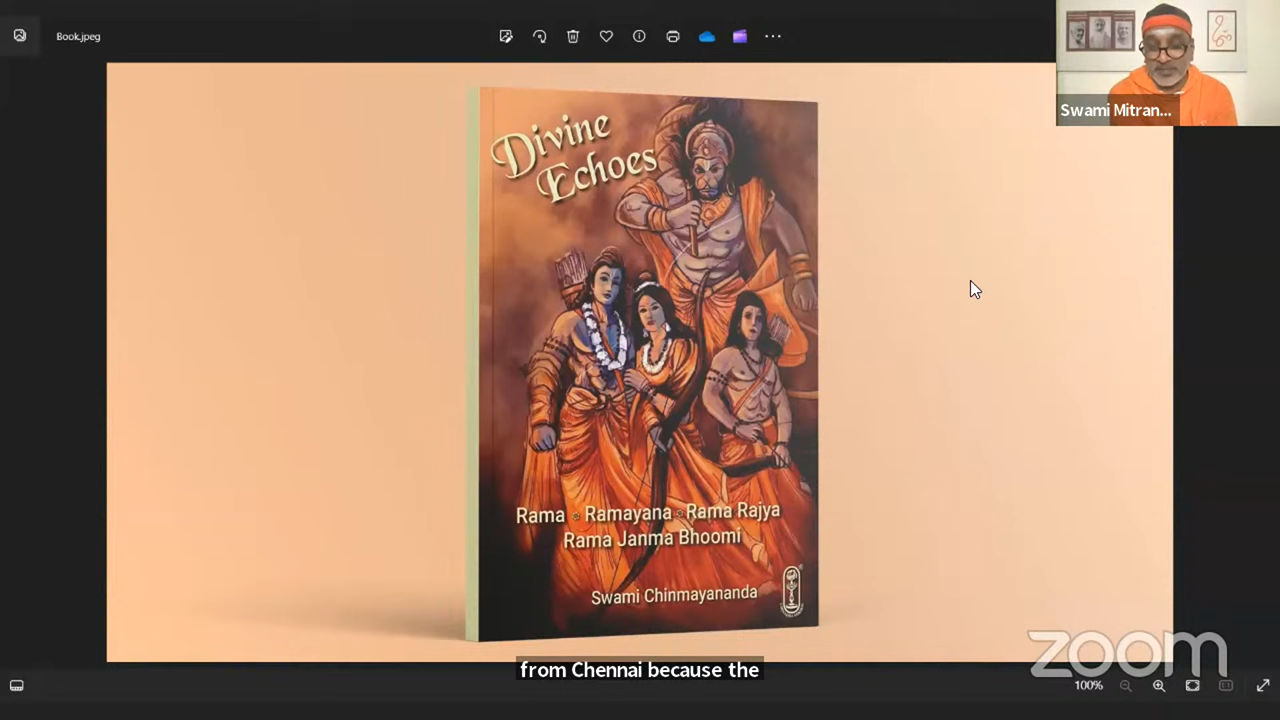 Book.jpeg
Swami Mitran...
Divine
Echoes
Rama Ramayana Rama Rajya
Rama Janma Bhoomi
Swami Chinmayananda
from Chennai because the
zoom
100%